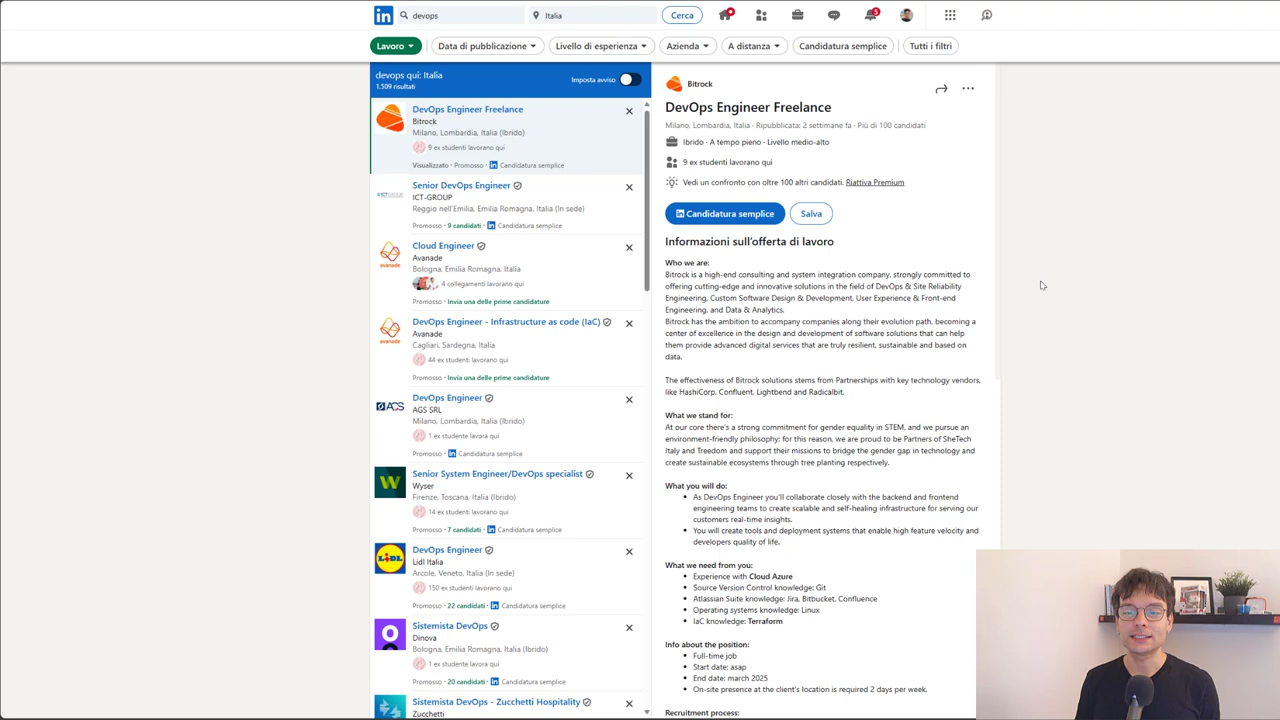 in
devops
Italia
Cerca
5
Lavoro
Data di pubblicazione
Livello di esperienza
Azienda
A distanza
Candidatura semplice
Tutti i filtri
devops qui: Italia
1.509 risultati
Imposta avviso
DevOps Engineer Freelance
Bitrock
Milano, Lombardia, Italia (Ibrido)
9 ex studenti lavorano qui
Visualizzato · Promosso · in Candidatura semplice
Senior DevOps Engineer
ICT-GROUP
Reggio nell'Emilia, Emilia Romagna, Italia (In sede)
Promosso · 9 candidati · in Candidatura semplice
Cloud Engineer
avanade
Avanade
Bologna, Emilia Romagna, Italia
4 collegamenti lavorano qui
Promosso · Invia una delle prime candidature
DevOps Engineer - Infrastructure as code (IaC)
avanade
Avanade
Cagliari, Sardegna, Italia
44 ex studenti lavorano qui
Promosso · Invia una delle prime candidature
DevOps Engineer
AGS
AGS SRL
Milano, Lombardia, Italia (Ibrido)
1 ex studente lavora qui
Promosso · in Candidatura semplice
Senior System Engineer/DevOps specialist
W
Wyser
Firenze, Toscana, Italia (Ibrido)
14 ex studenti lavorano qui
Promosso · 7 candidati · in Candidatura semplice
DevOps Engineer
LIDL
Lidl Italia
Arcole, Veneto, Italia (In sede)
150 ex studenti lavorano qui
Promosso · 22 candidati · in Candidatura semplice
Sistemista DevOps
Dinova
Bologna, Emilia Romagna, Italia (Ibrido)
1 ex studente lavora qui
Promosso · 20 candidati · in Candidatura semplice
Sistemista DevOps - Zucchetti Hospitality
Zucchetti
Bitrock
DevOps Engineer Freelance
Milano, Lombardia, Italia · Ripubblicata: 2 settimane fa · Più di 100 candidati
Ibrido · A tempo pieno · Livello medio-alto
9 ex studenti lavorano qui
Vedi un confronto con oltre 100 altri candidati. Riattiva Premium
in Candidatura semplice
Salva
Informazioni sull'offerta di lavoro
Who we are:
Bitrock is a high-end consulting and system integration company, strongly committed to
offering cutting-edge and innovative solutions in the field of DevOps & Site Reliability
Engineering, Custom Software Design & Development, User Experience & Front-end
Engineering, and Data & Analytics.
Bitrock has the ambition to accompany companies along their evolution path, becoming a
center of excellence in the design and development of software solutions that can help
them provide advanced digital services that are truly resilient, sustainable and based on
data.
The effectiveness of Bitrock solutions stems from Partnerships with key technology vendors,
like HashiCorp, Confluent, Lightbend and Radicalbit.
What we stand for:
At our core there's a strong commitment for gender equality in STEM, and we pursue an
environment-friendly philosophy: for this reason, we are proud to be Partners of SheTech
Italy and Treedom and support their missions to bridge the gender gap in technology and
create sustainable ecosystems through tree planting respectively.
What you will do:
• As DevOps Engineer you'll collaborate closely with the backend and frontend
engineering teams to create scalable and self-healing infrastructure for serving our
customers real-time insights.
• You will create tools and deployment systems that enable high feature velocity and
developers quality of life.
What we need from you:
• Experience with Cloud Azure
• Source Version Control knowledge: Git
• Atlassian Suite knowledge: Jira, Bitbucket, Confluence
• Operating systems knowledge: Linux
• IaC knowledge: Terraform
Info about the position:
• Full-time job
• Start date: asap
• End date: march 2025
• On-site presence at the client's location is required 2 days per week.
Recruitment process: